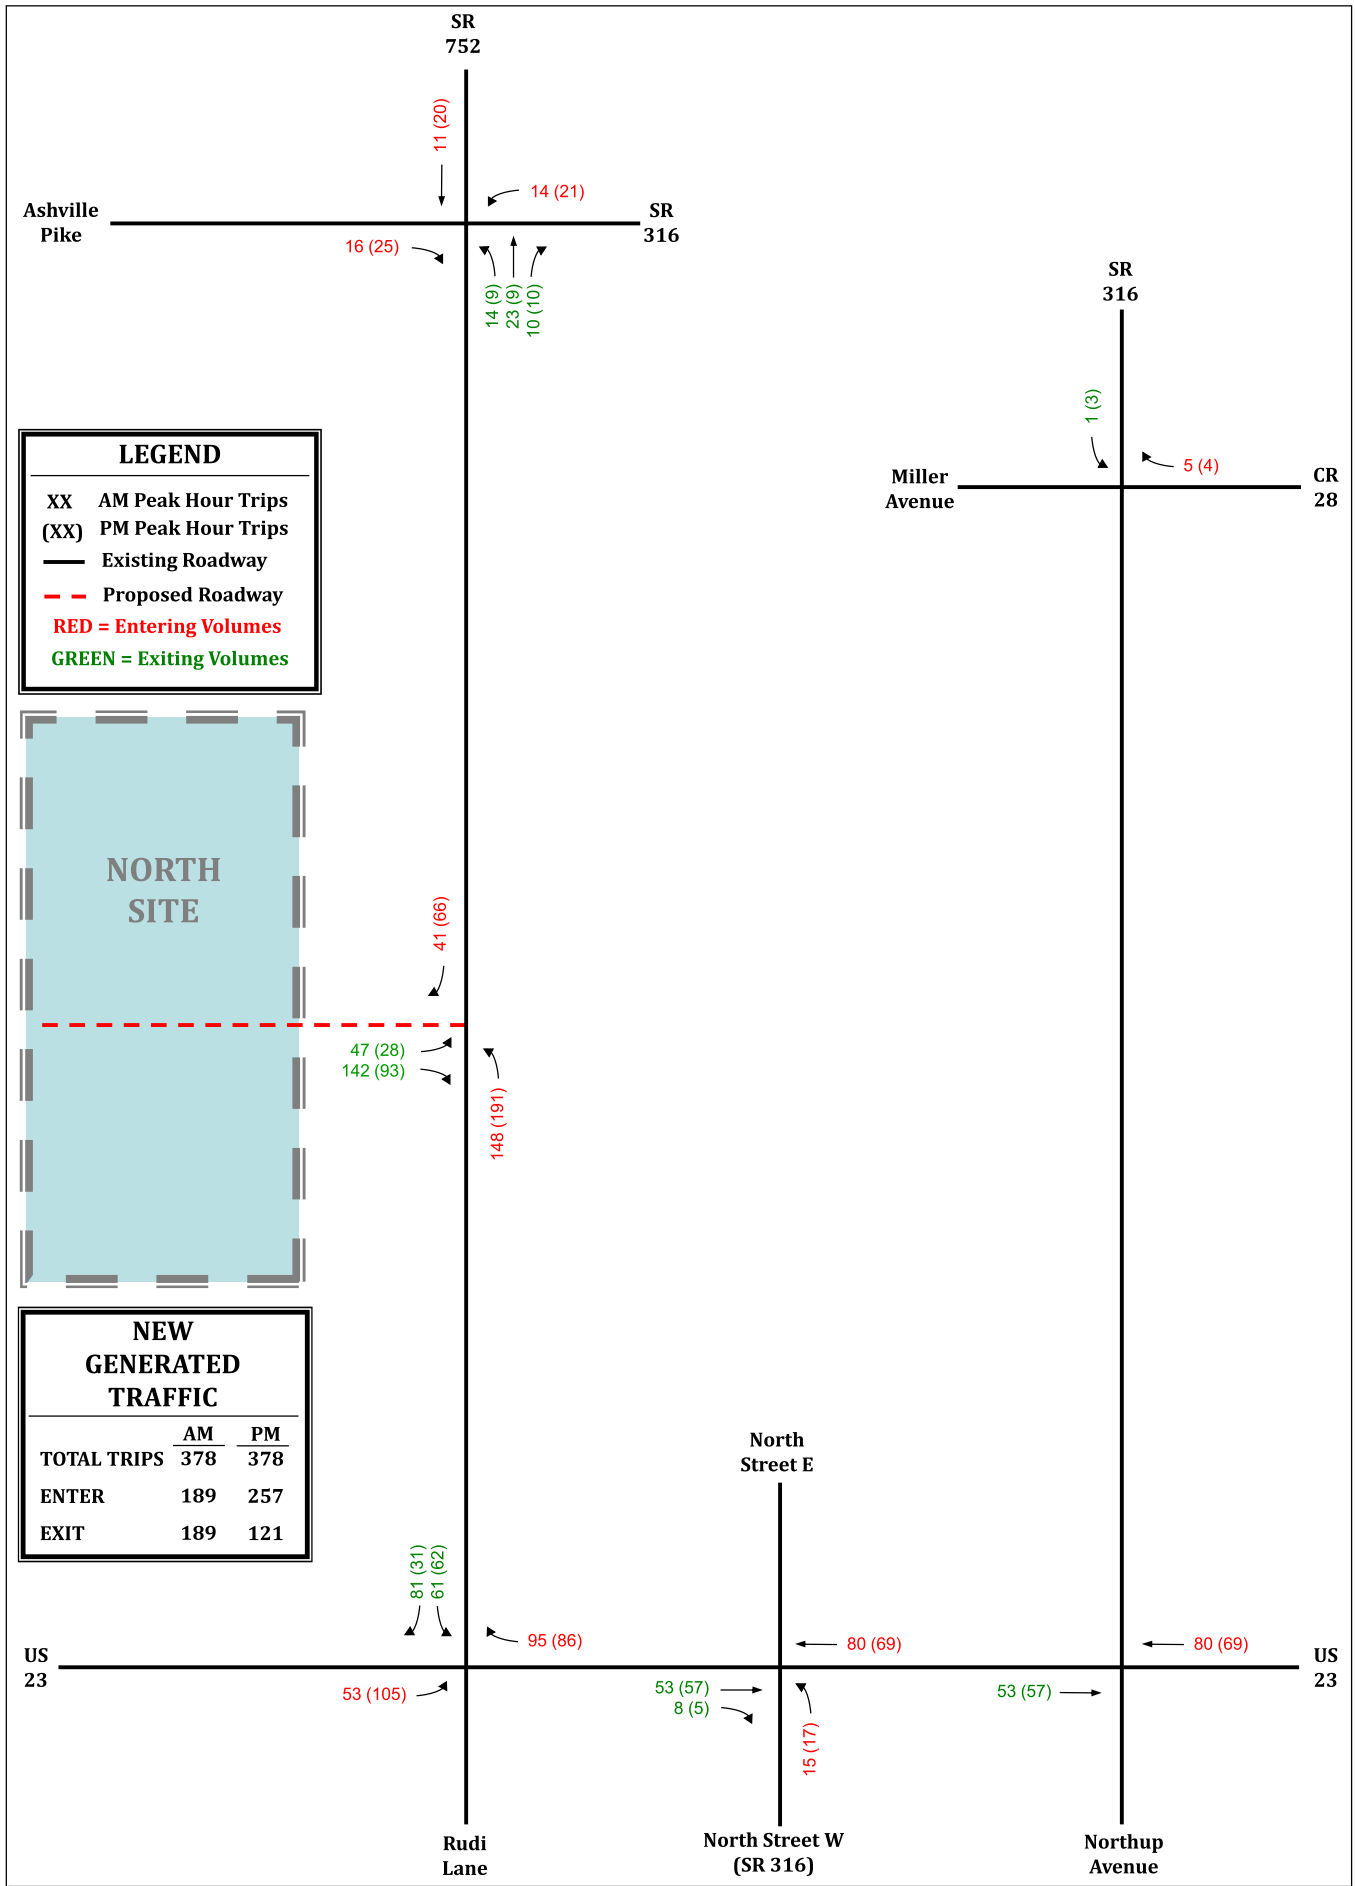 SR
752
11 (20)
14 (21)
Ashville
Pike
SR
316
16 (25)
14 (9)
23 (9)
10 (10)
SR
316
1 (3)
5 (4)
Miller
Avenue
CR
28
LEGEND
XX AM Peak Hour Trips
(XX) PM Peak Hour Trips
Existing Roadway
Proposed Roadway
RED = Entering Volumes
GREEN = Exiting Volumes
NORTH
SITE
41 (66)
47 (28)
142 (93)
148 (191)
NEW
GENERATED
TRAFFIC
AM PM
TOTAL TRIPS 378 378
ENTER 189 257
EXIT 189 121
North
Street E
81 (31)
61 (62)
95 (86)
80 (69)
80 (69)
US
23
US
23
53 (105)
53 (57)
8 (5)
15 (17)
53 (57)
Rudi
Lane
North Street W
(SR 316)
Northup
Avenue